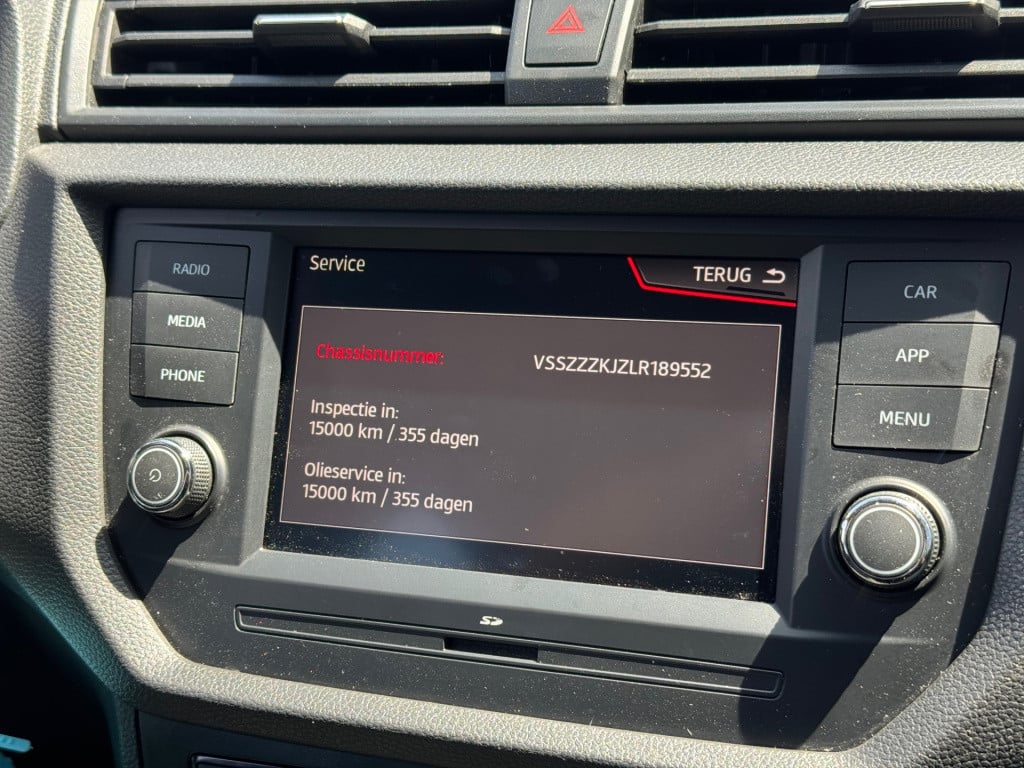 Service
TERUG
RADIO
MEDIA
PHONE
CAR
APP
MENU
Chassisnummer: VSSZZZKJZLR189552
Inspectie in:
15000 km / 355 dagen
Olieservice in:
15000 km / 355 dagen
SD